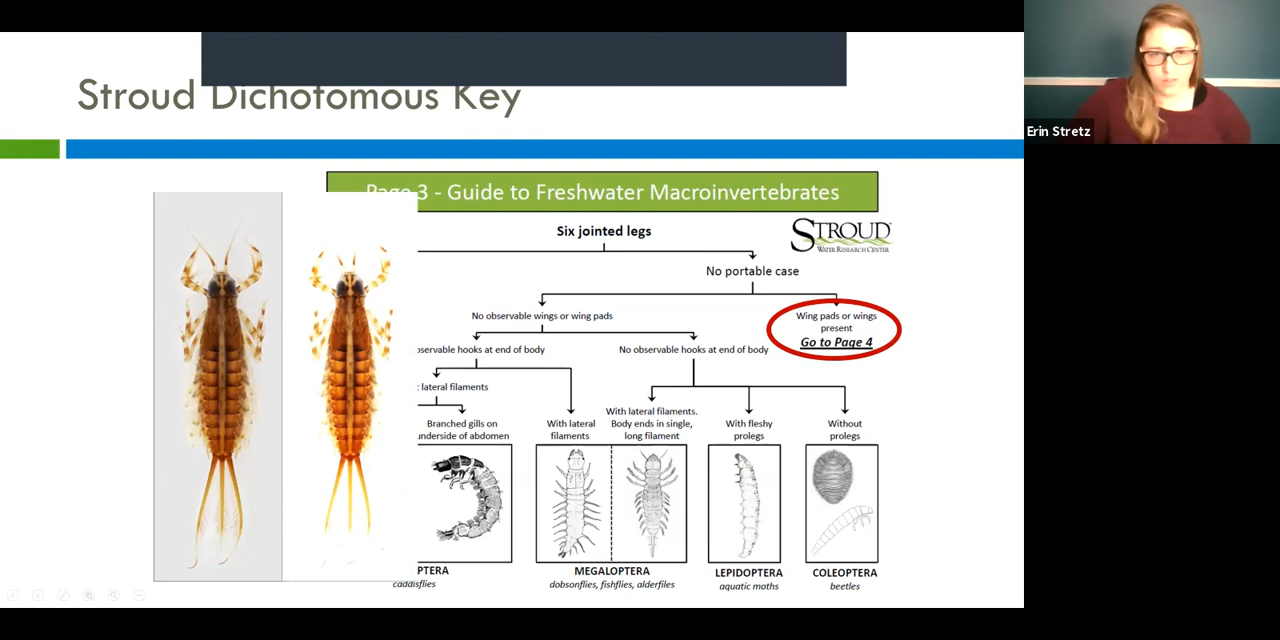 Stroud Dichotomous Key
Erin Stretz
Page 3 - Guide to Freshwater Macroinvertebrates
Six jointed legs
STROUD
WATER RESEARCH CENTER
No portable case
No observable wings or wing pads
Wing pads or wings
present
Go to Page 4
observable hooks at end of body
No observable hooks at end of body
lateral filaments
With lateral filaments.
Body ends in single,
long filament
Branched gills on
underside of abdomen
With lateral
filaments
With fleshy
prolegs
Without
prolegs
PTERA
caddisflies
MEGALOPTERA
dobsonflies, fishflies, alderflies
LEPIDOPTERA
aquatic moths
COLEOPTERA
beetles